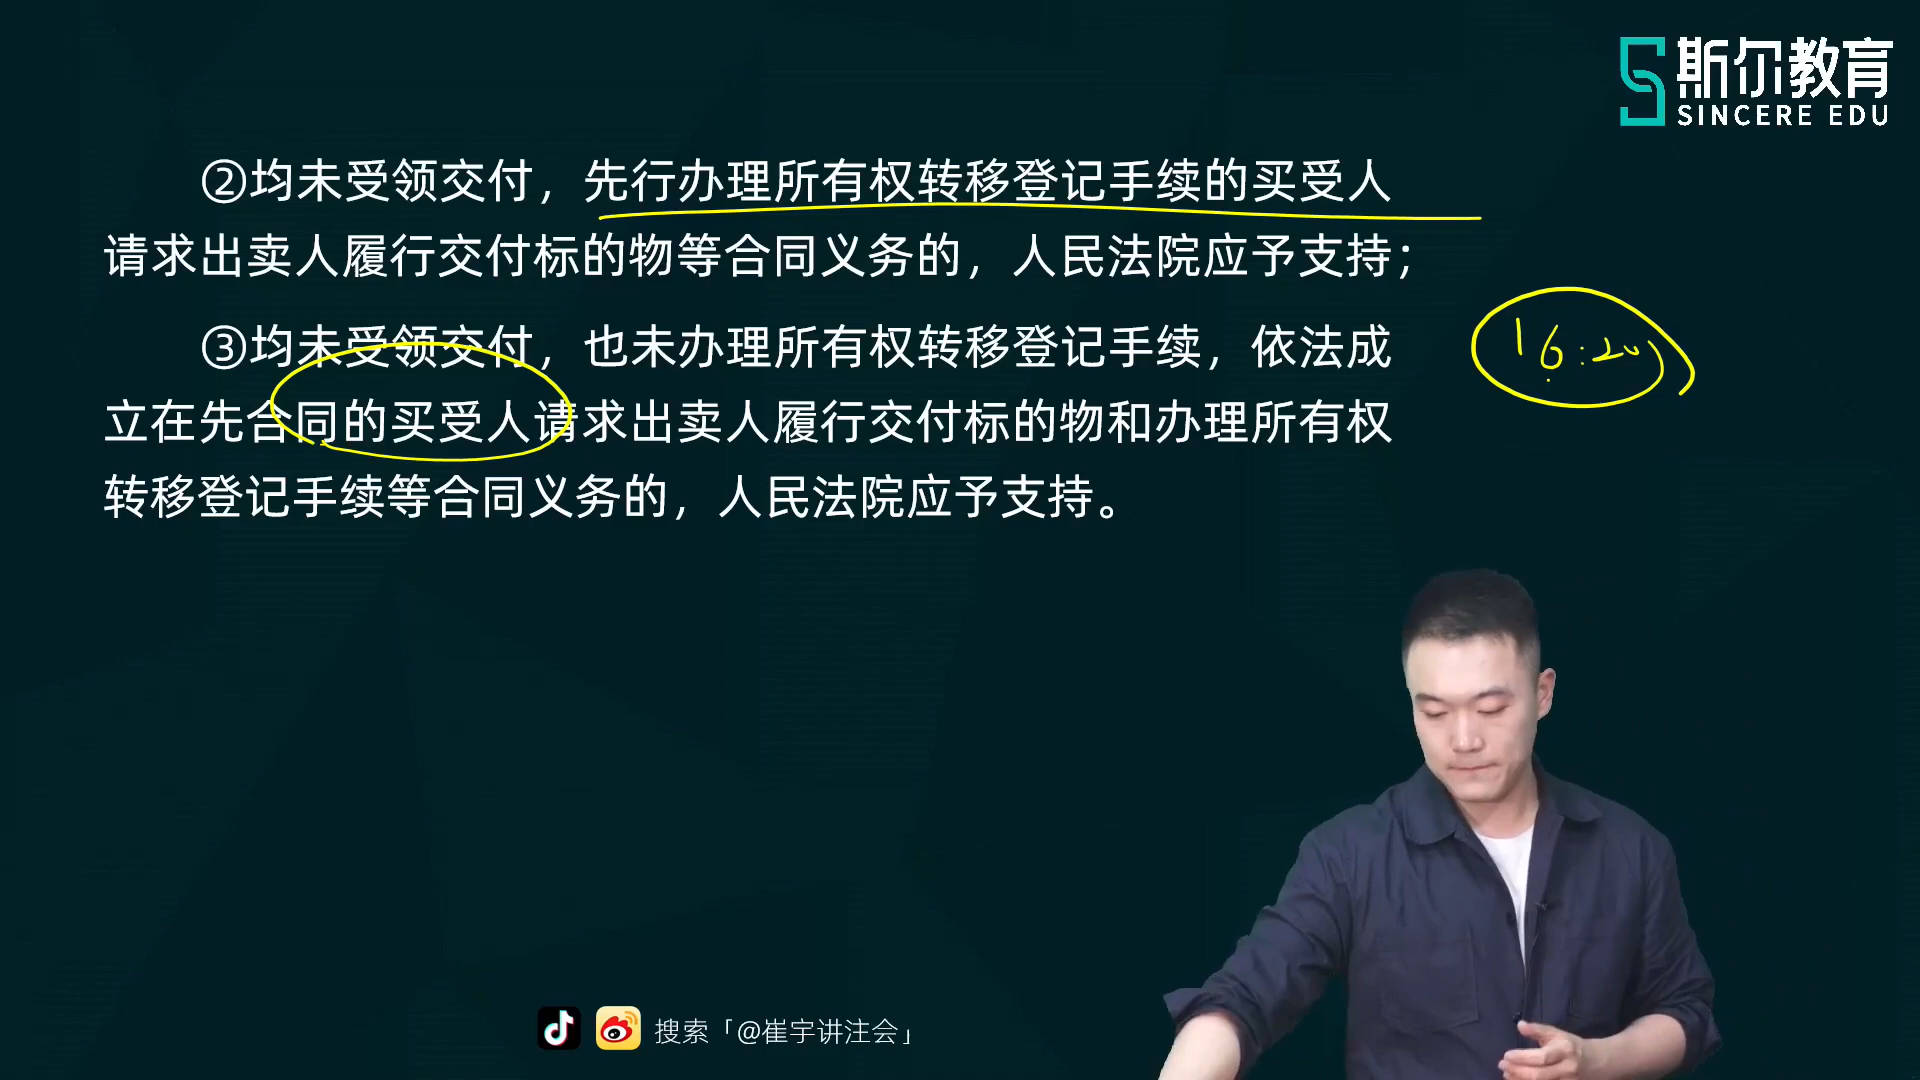 斯尔教育
SINCERE EDU
②均未受领交付，先行办理所有权转移登记手续的买受人
请求出卖人履行交付标的物等合同义务的，人民法院应予支持；
③均未受领交付，也未办理所有权转移登记手续，依法成
16:20
立在先合同的买受人请求出卖人履行交付标的物和办理所有权
转移登记手续等合同义务的，人民法院应予支持。
搜索「@崔宇讲注会」